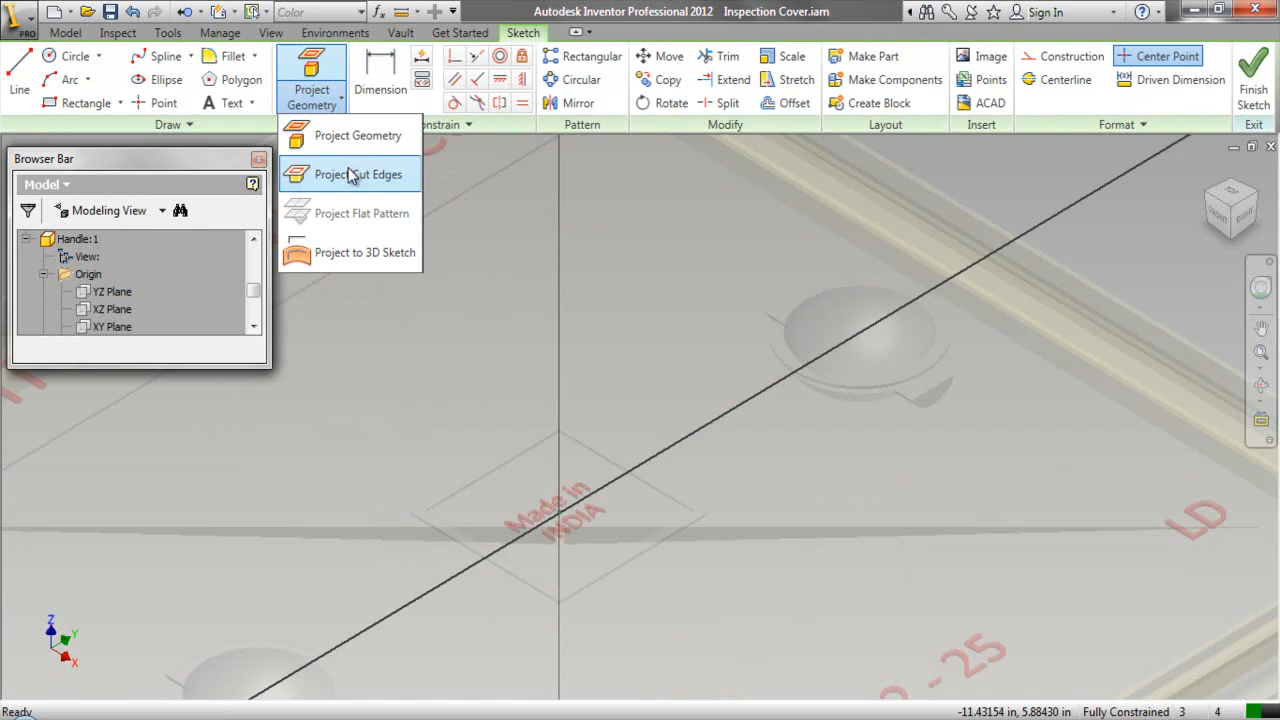 PRO
Color
Autodesk Inventor Professional 2012 Inspection Cover.iam
Sign In
Model Inspect Tools Manage View Environments Vault Get Started Sketch
Line
Circle
Arc
Rectangle
Spline
Ellipse
Point
Fillet
Polygon
Text
Draw
Project
Geometry
Dimension
Constrain
Rectangular
Circular
Mirror
Pattern
Move
Copy
Rotate
Trim
Extend
Split
Scale
Stretch
Offset
Modify
Make Part
Make Components
Create Block
Layout
Image
Points
ACAD
Insert
Construction
Centerline
Center Point
Driven Dimension
Format
Finish
Sketch
Exit
Project Geometry
Project Cut Edges
Project Flat Pattern
Project to 3D Sketch
Browser Bar
Model
Modeling View
Handle:1
View:
Origin
YZ Plane
XZ Plane
XY Plane
FRONT
RIGHT
Made in
INDIA
LD
- 25
Z
Y
X
Ready
-11.43154 in, 5.88430 in Fully Constrained 3 4